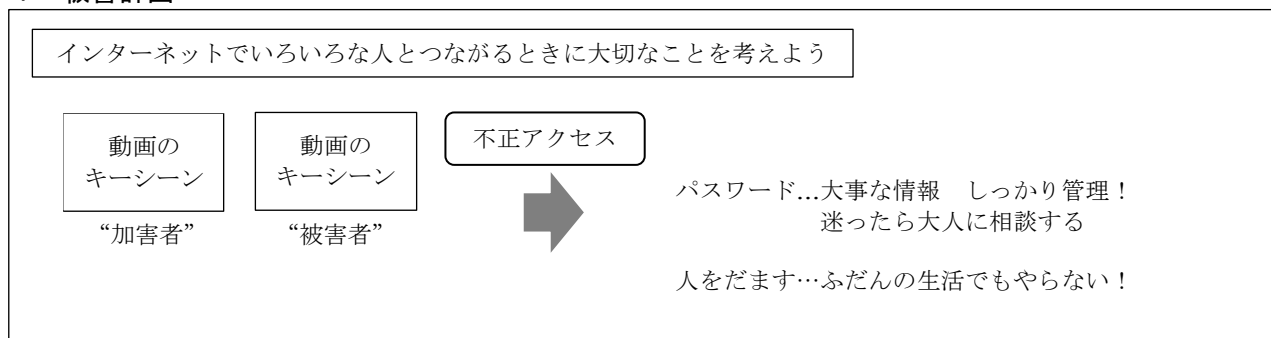 インターネットでいろいろな人とつながるときに大切なことを考えよう
動画の
キーシーン
“加害者”
動画の
キーシーン
“被害者”
不正アクセス
パスワード…大事な情報　しっかり管理！
迷ったら大人に相談する
人をだます…ふだんの生活でもやらない！